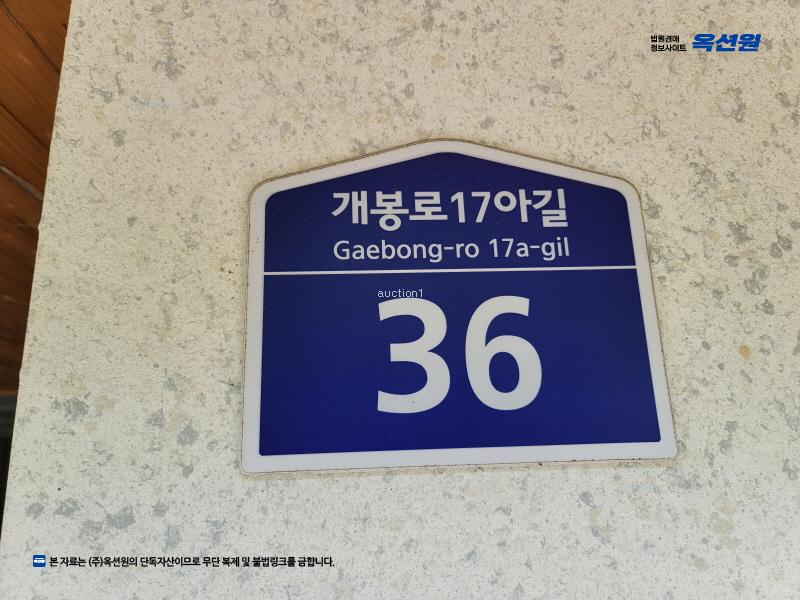 법원경매
정보사이트 옥션원
auction1
개봉로17아길
Gaebong-ro 17a-gil
auction1
36
본 자료는 (주)옥션원의 단독자산이므로 무단 복제 및 불법링크를 금합니다.